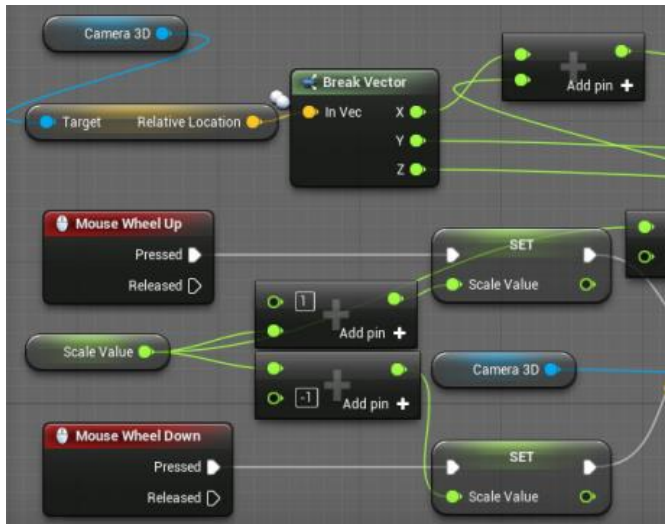 Camera 3D
Break Vector
Add pin +
Target Relative Location
In Vec X
Y
Z
Mouse Wheel Up
Pressed
Released
SET
Scale Value
1
Add pin +
Scale Value
-1
Add pin +
Camera 3D
Mouse Wheel Down
Pressed
Released
SET
Scale Value